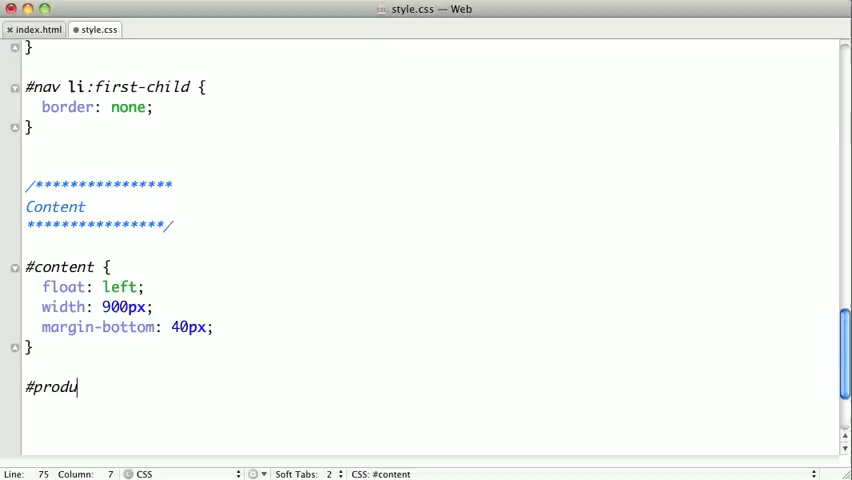 style.css — Web
index.html
style.css
}
#nav li:first-child {
border: none;
}
/****************
Content
****************/
#content {
float: left;
width: 900px;
margin-bottom: 40px;
}
#produ
Line: 75 Column: 7 CSS Soft Tabs: 2 CSS: #content